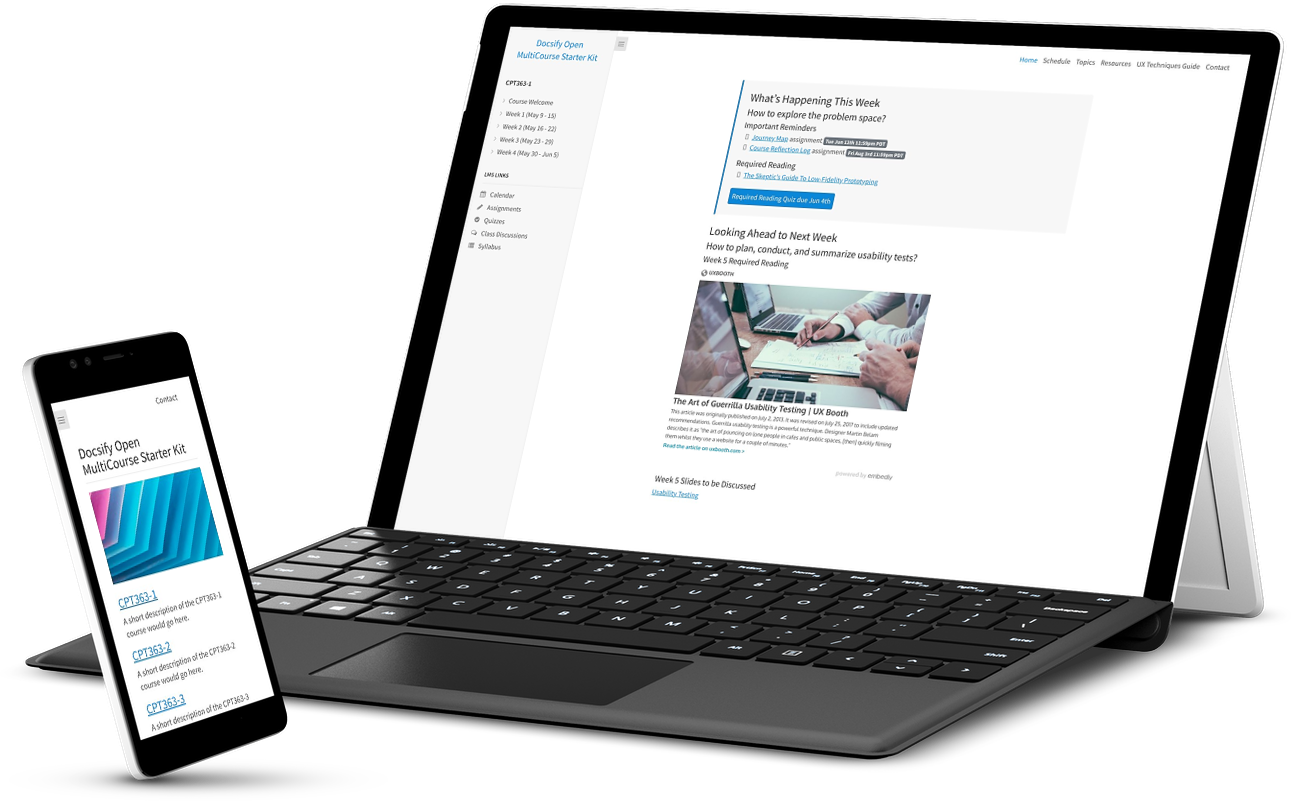 Docsify Open
MultiCourse Starter Kit
CPT363-1
Course Welcome
Week 1 (May 9 - 15)
Week 2 (May 16 - 22)
Week 3 (May 23 - 29)
Week 4 (May 30 - Jun 5)
LMS LINKS
Calendar
Assignments
Quizzes
Class Discussions
Syllabus
Home Schedule Topics Resources UX Techniques Guide Contact
What's Happening This Week
How to explore the problem space?
Important Reminders
Journey Map assignment Tue Jun 11th 11:59pm PDT
Course Reflection Log assignment Fri Aug 3rd 11:59pm PDT
Required Reading
The Skeptic's Guide To Low-Fidelity Prototyping
Required Reading Quiz due Jun 4th
Looking Ahead to Next Week
How to plan, conduct, and summarize usability tests?
Week 5 Required Reading
UXBOOTH
The Art of Guerrilla Usability Testing | UX Booth
This article was originally published on July 2, 2013. It was revised on July 25, 2017 to include updated
recommendations. Guerrilla usability testing is a powerful technique. Designer Martin Belam
describes it as "the art of pouncing on lone people in cafes and public spaces, [then] quickly filming
them whilst they use a website for a couple of minutes."
Read the article on uxbooth.com >
powered by embedly
Week 5 Slides to be Discussed
Usability Testing
Contact
Docsify Open
MultiCourse Starter Kit
CPT363-1
A short description of the CPT363-1
course would go here.
CPT363-2
A short description of the CPT363-2
course would go here.
CPT363-3
A short description of the CPT363-3
Q E R T Y U I O P
A S D F G H J K L
Z X C V B N M
Backspace
Enter
Shift
Alt